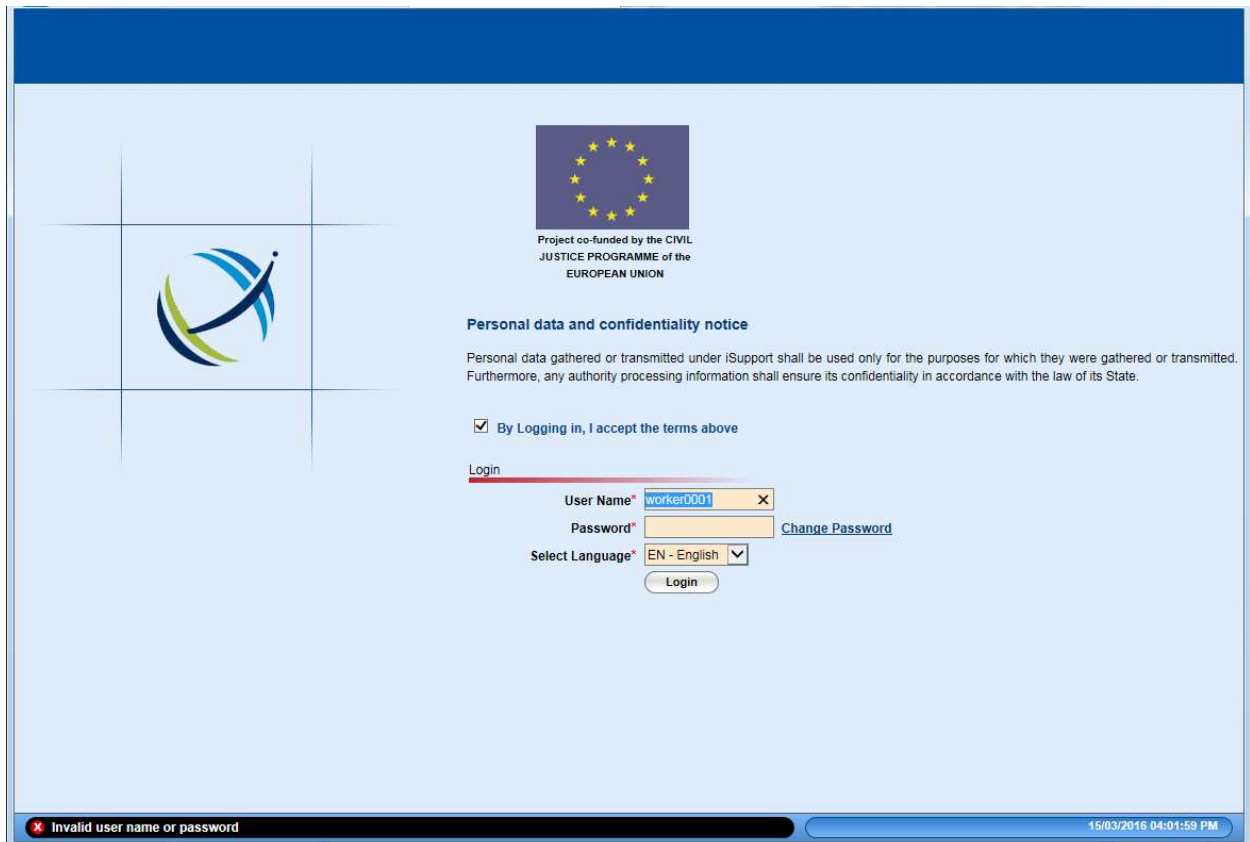 Project co-funded by the CIVIL
JUSTICE PROGRAMME of the
EUROPEAN UNION
Personal data and confidentiality notice
Personal data gathered or transmitted under iSupport shall be used only for the purposes for which they were gathered or transmitted.
Furthermore, any authority processing information shall ensure its confidentiality in accordance with the law of its State.
By Logging in, I accept the terms above
Login
User Name* worker0001
Password* Change Password
Select Language* EN - English
Login
Invalid user name or password 15/03/2016 04:01:59 PM